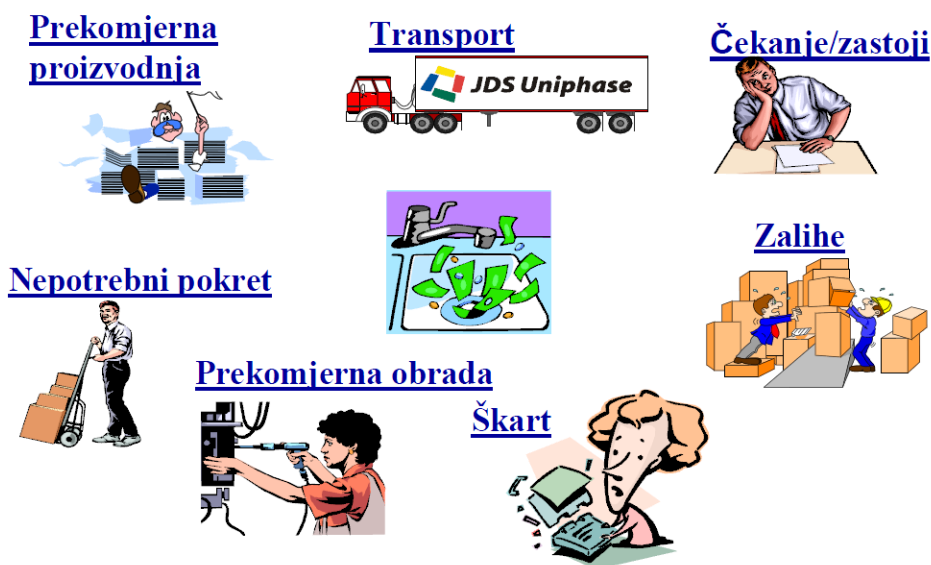 Prekomjerna
proizvodnja
Transport
JDS Uniphase
Čekanje/zastoji
Zalihe
Nepotrebni pokret
Prekomjerna obrada
Škart